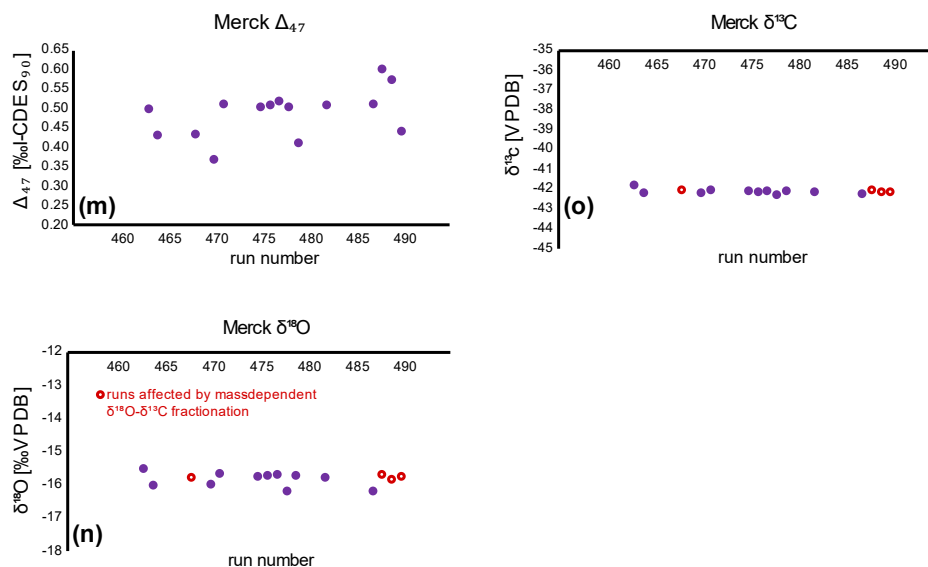 Merck Δ₄₇
0.65
0.60
0.55
0.50
0.45
0.40
0.35
0.30
0.25
0.20
Δ₄₇ [‰I-CDES₉₀]
(m)
460 465 470 475 480 485 490
run number
Merck δ¹³C
-35
-36
-37
-38
-39
-40
-41
-42
-43
-44
-45
δ¹³c [VPDB]
460 465 470 475 480 485 490
(o)
run number
Merck δ¹⁸O
-12
-13
-14
-15
-16
-17
-18
δ¹⁸O [‰VPDB]
460 465 470 475 480 485 490
runs affected by massdependent
δ¹⁸O-δ¹³C fractionation
(n)
run number